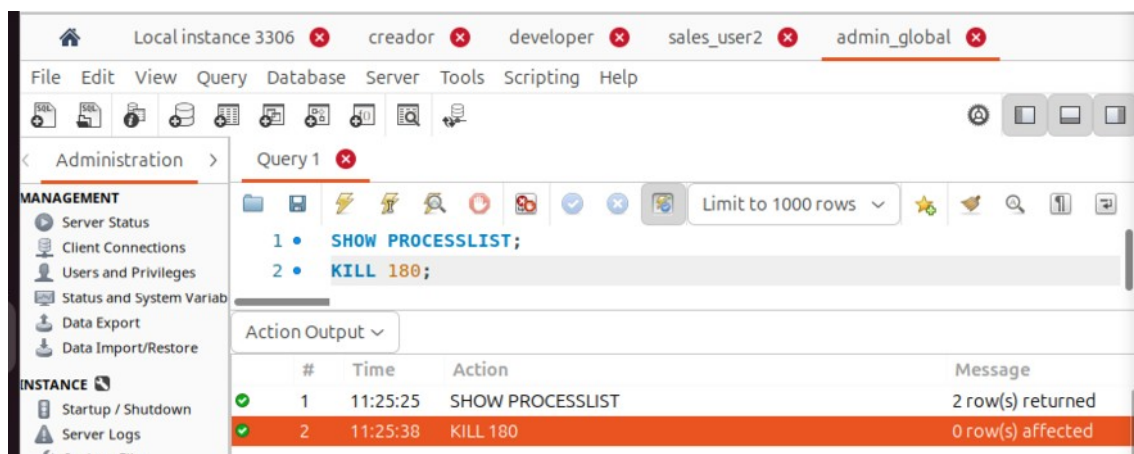 Local instance 3306 creador developer sales_user2 admin_global
File Edit View Query Database Server Tools Scripting Help
Administration Query 1
MANAGEMENT
Limit to 1000 rows
Server Status
1 SHOW PROCESSLIST;
Client Connections
2 KILL 180;
Users and Privileges
Status and System Variab
Data Export
Action Output
Data Import/Restore
# Time Action Message
INSTANCE
1 11:25:25 SHOW PROCESSLIST 2 row(s) returned
Startup / Shutdown
2 11:25:38 KILL 180 0 row(s) affected
Server Logs